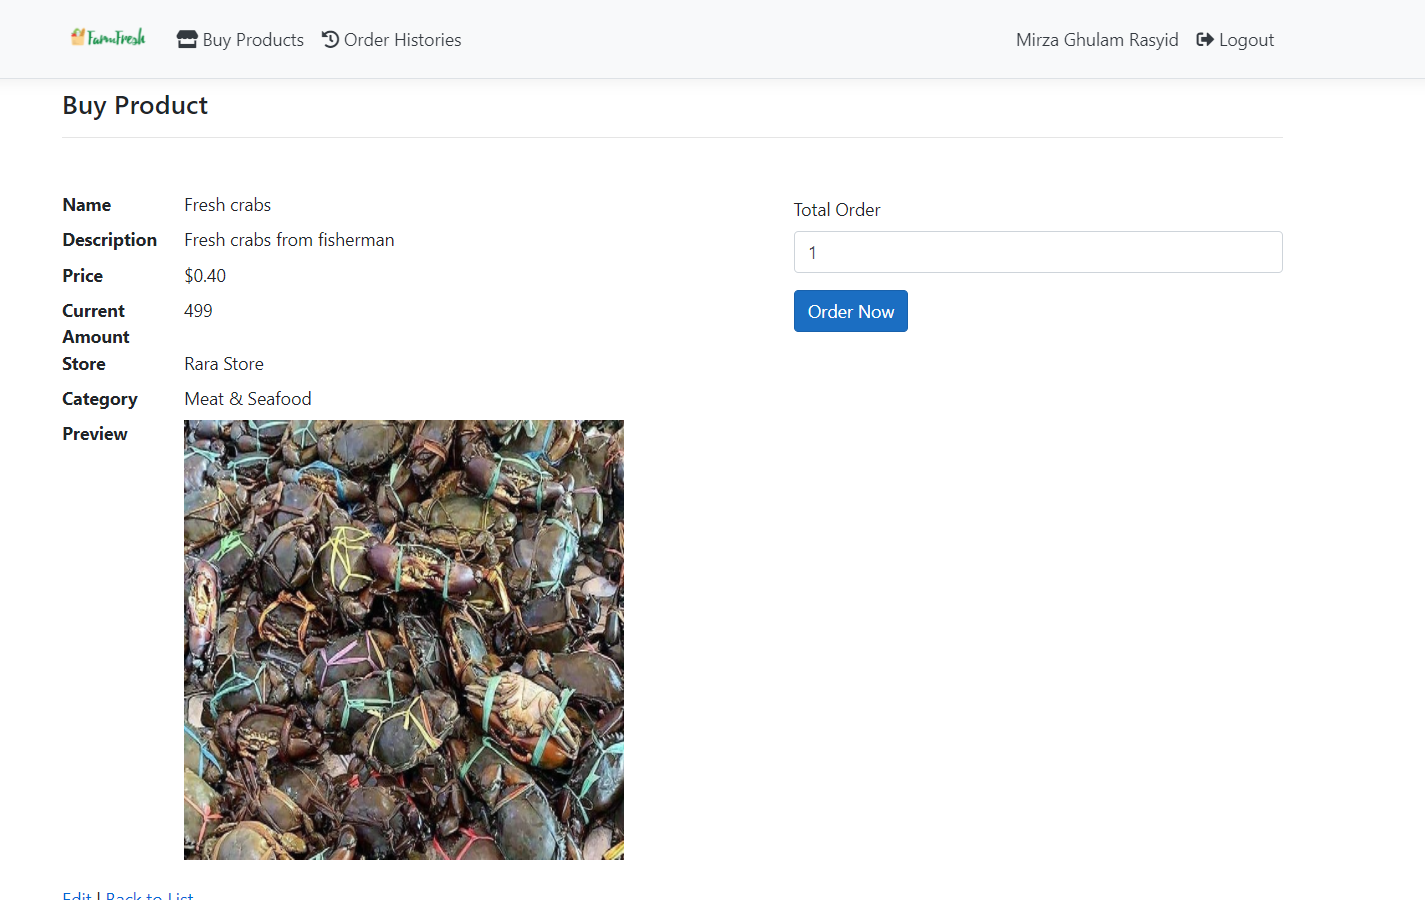 FamFresh Buy Products Order Histories Mirza Ghulam Rasyid Logout
Buy Product
Name Fresh crabs
Description Fresh crabs from fisherman
Price $0.40
Current Amount 499
Store Rara Store
Category Meat & Seafood
Preview
Total Order
1
Order Now
Edit | Back to List